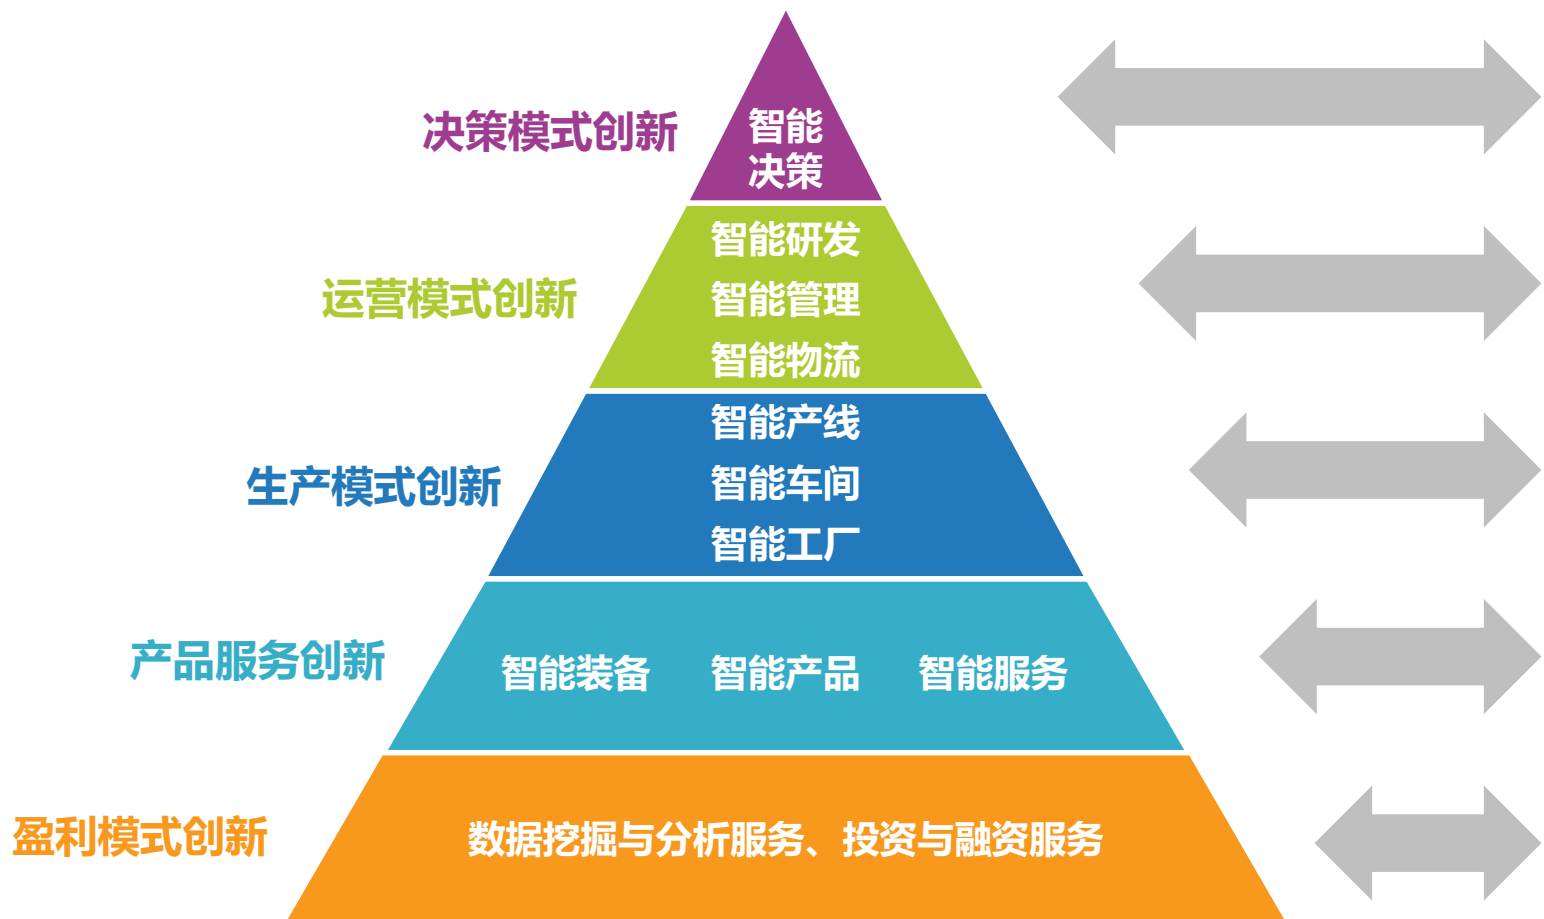 决策模式创新
智能
决策
运营模式创新
智能研发
智能管理
智能物流
生产模式创新
智能产线
智能车间
智能工厂
产品服务创新
智能装备 智能产品 智能服务
盈利模式创新
数据挖掘与分析服务、投资与融资服务